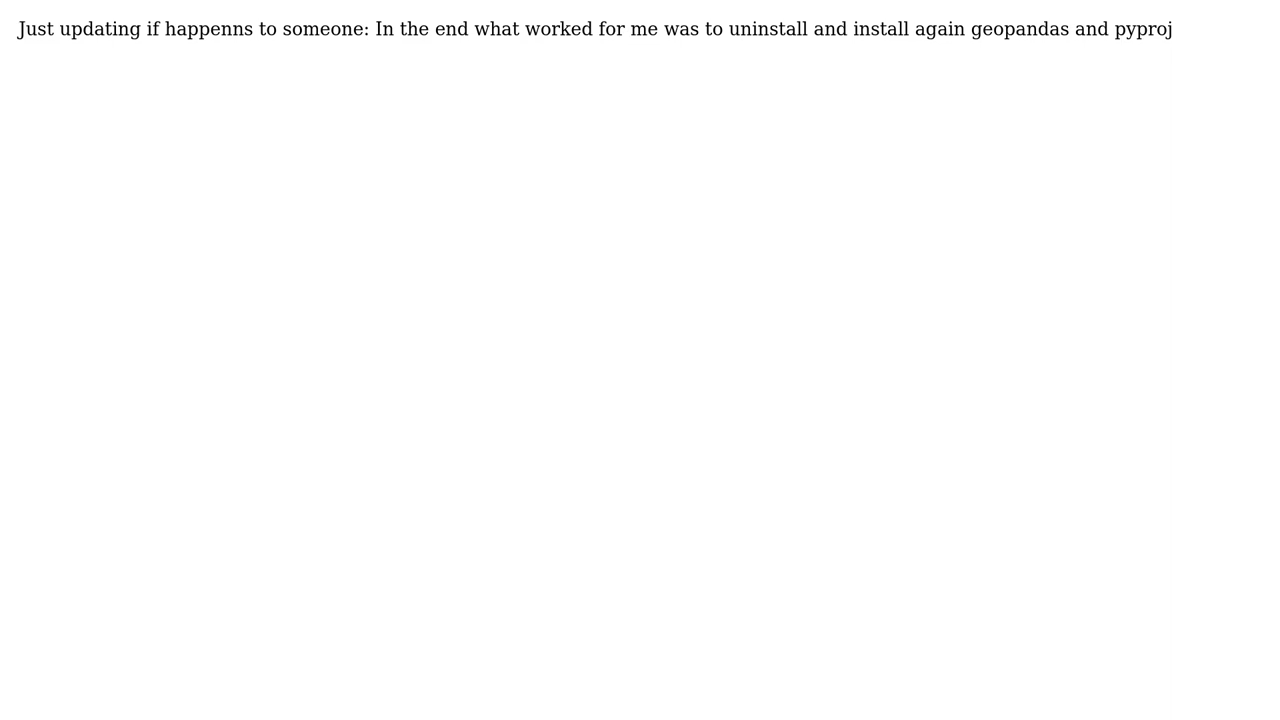 Just updating if happenns to someone: In the end what worked for me was to uninstall and install again geopandas and pyproj